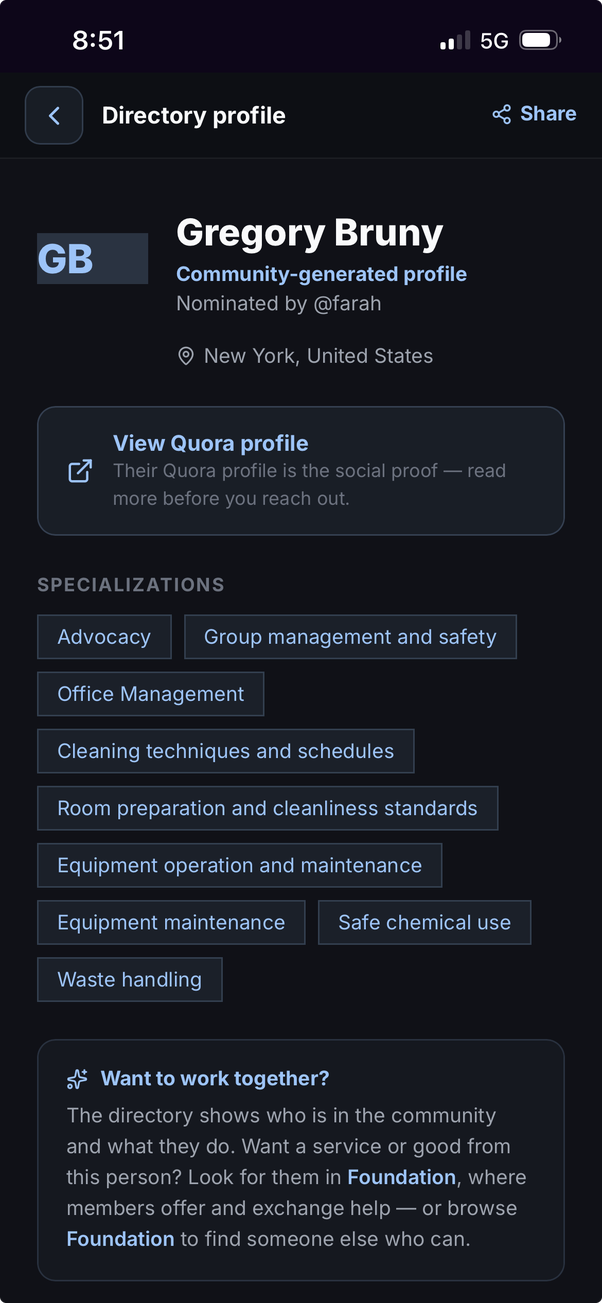 8:51
5G
Directory profile
Share
GB
Gregory Bruny
Community-generated profile
Nominated by @farah
New York, United States
View Quora profile
Their Quora profile is the social proof — read
more before you reach out.
SPECIALIZATIONS
Advocacy
Group management and safety
Office Management
Cleaning techniques and schedules
Room preparation and cleanliness standards
Equipment operation and maintenance
Equipment maintenance
Safe chemical use
Waste handling
Want to work together?
The directory shows who is in the community
and what they do. Want a service or good from
this person? Look for them in Foundation, where
members offer and exchange help — or browse
Foundation to find someone else who can.